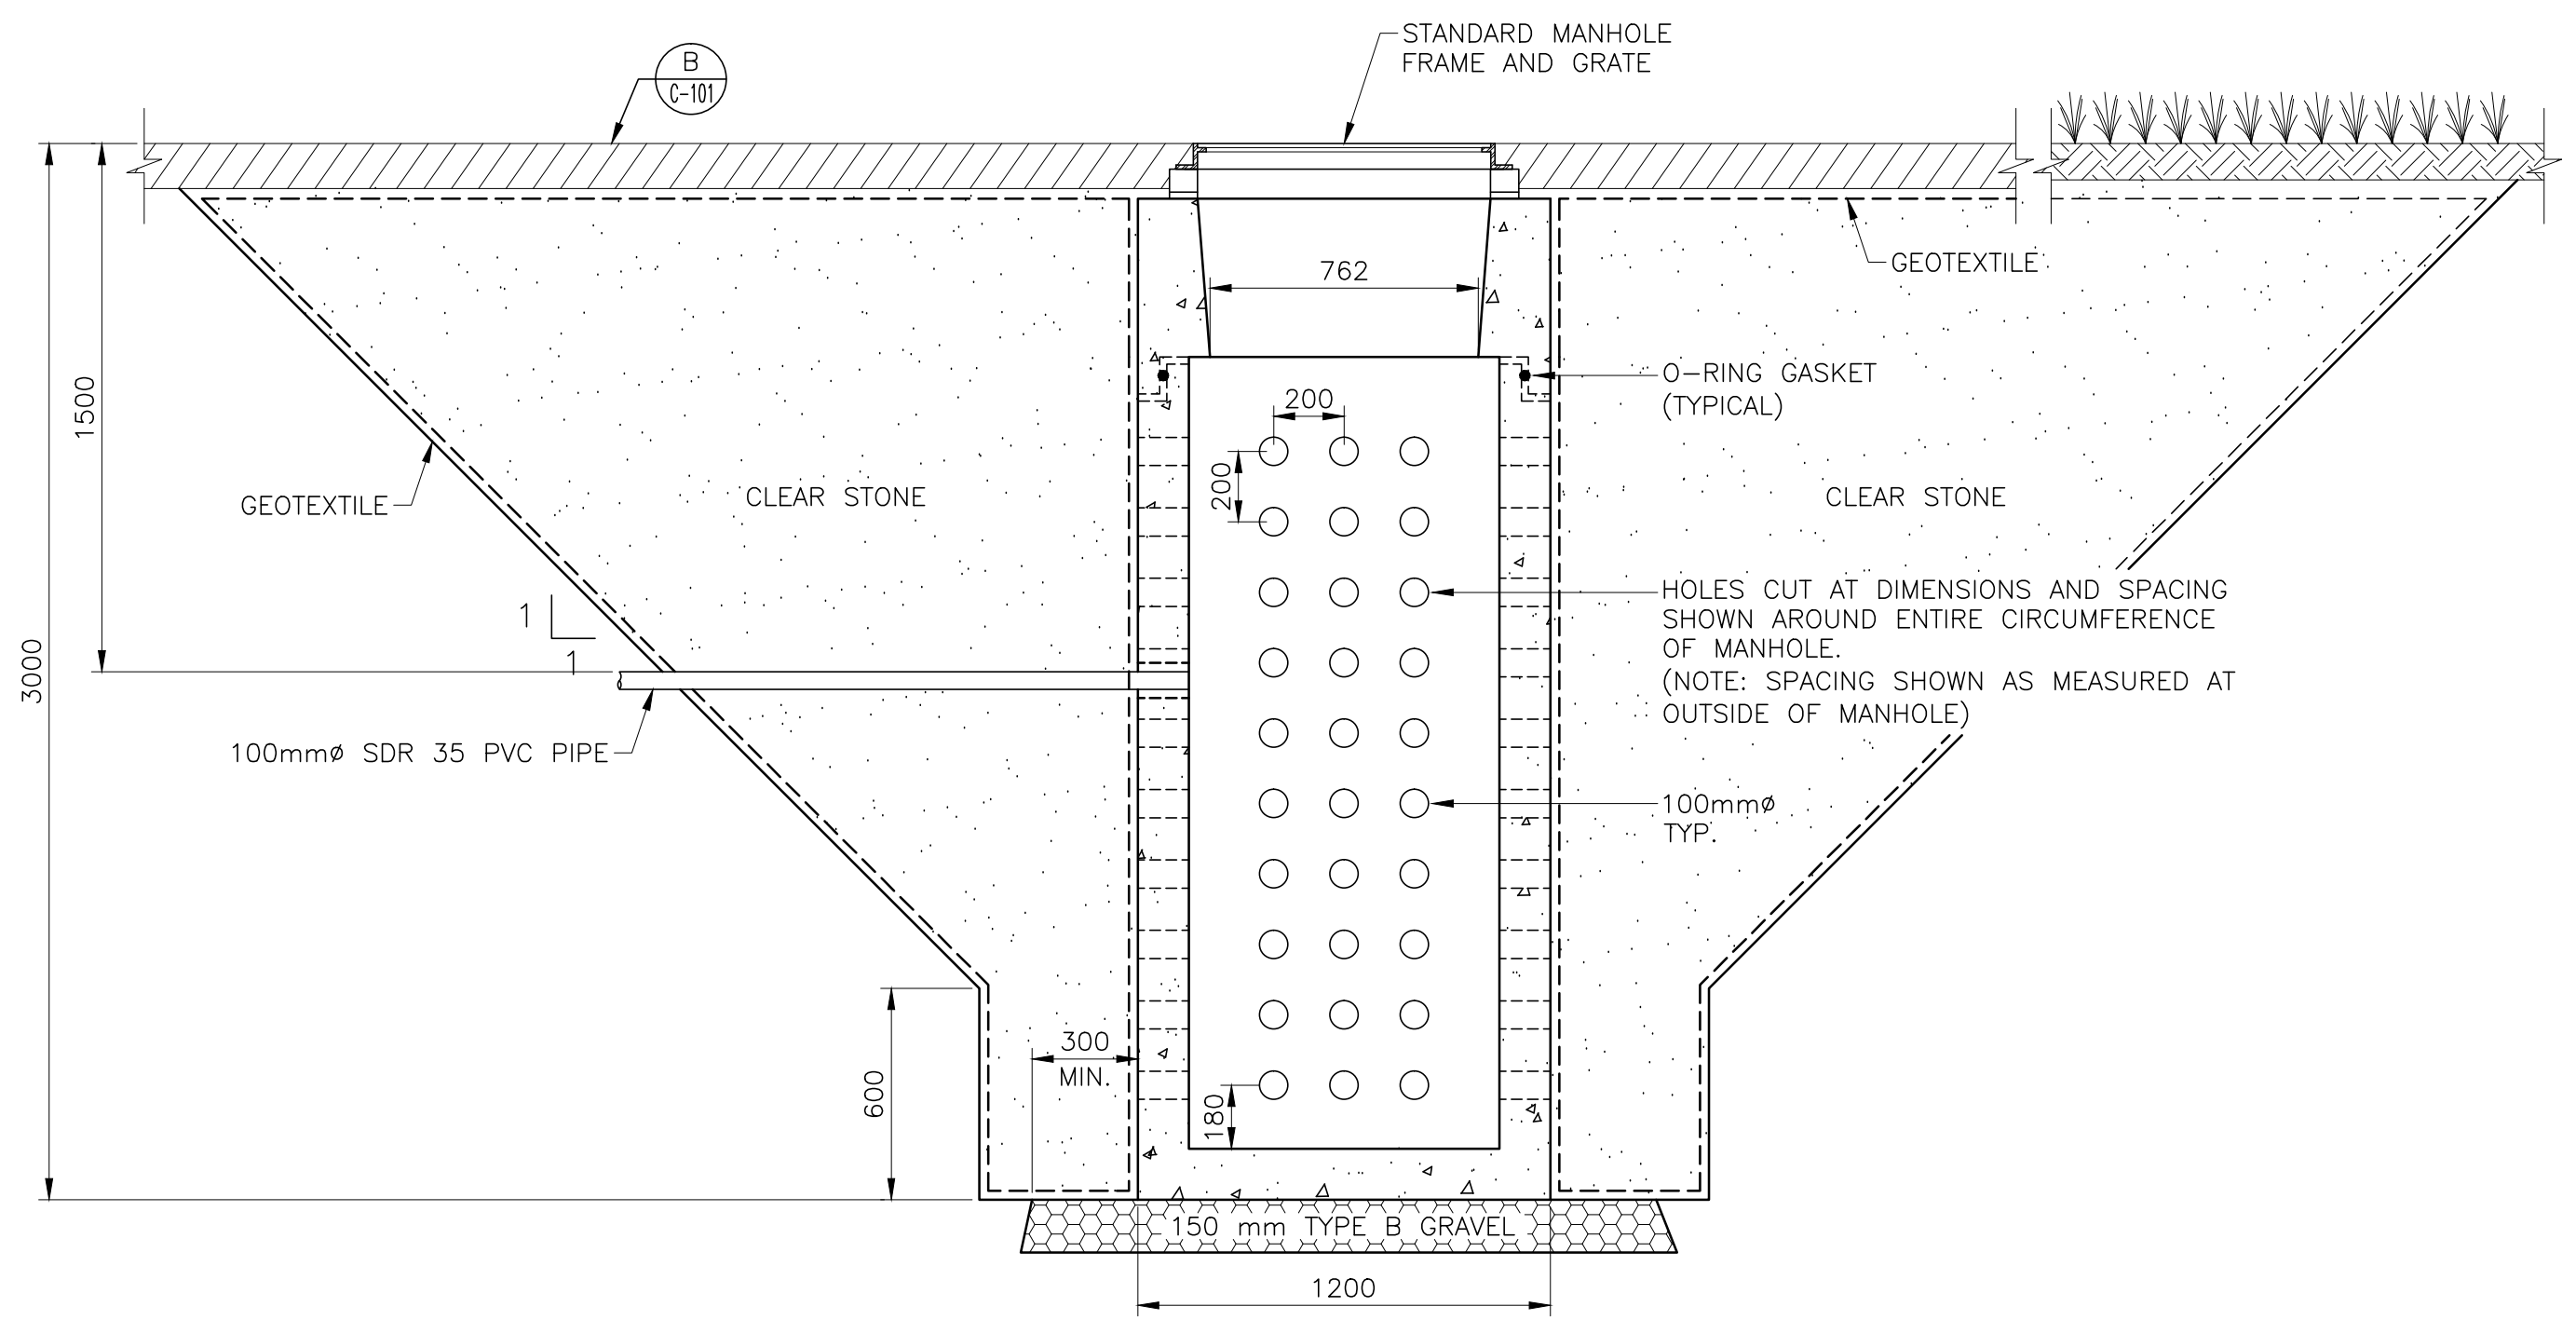 STANDARD MANHOLE
FRAME AND GRATE
B
C-101
GEOTEXTILE
762
O-RING GASKET
(TYPICAL)
1500
200
200
GEOTEXTILE
CLEAR STONE
CLEAR STONE
HOLES CUT AT DIMENSIONS AND SPACING
SHOWN AROUND ENTIRE CIRCUMFERENCE
OF MANHOLE.
(NOTE: SPACING SHOWN AS MEASURED AT
OUTSIDE OF MANHOLE)
1
1
3000
100mmø SDR 35 PVC PIPE
100mmø
TYP.
300
MIN.
600
180
150 mm TYPE B GRAVEL
1200